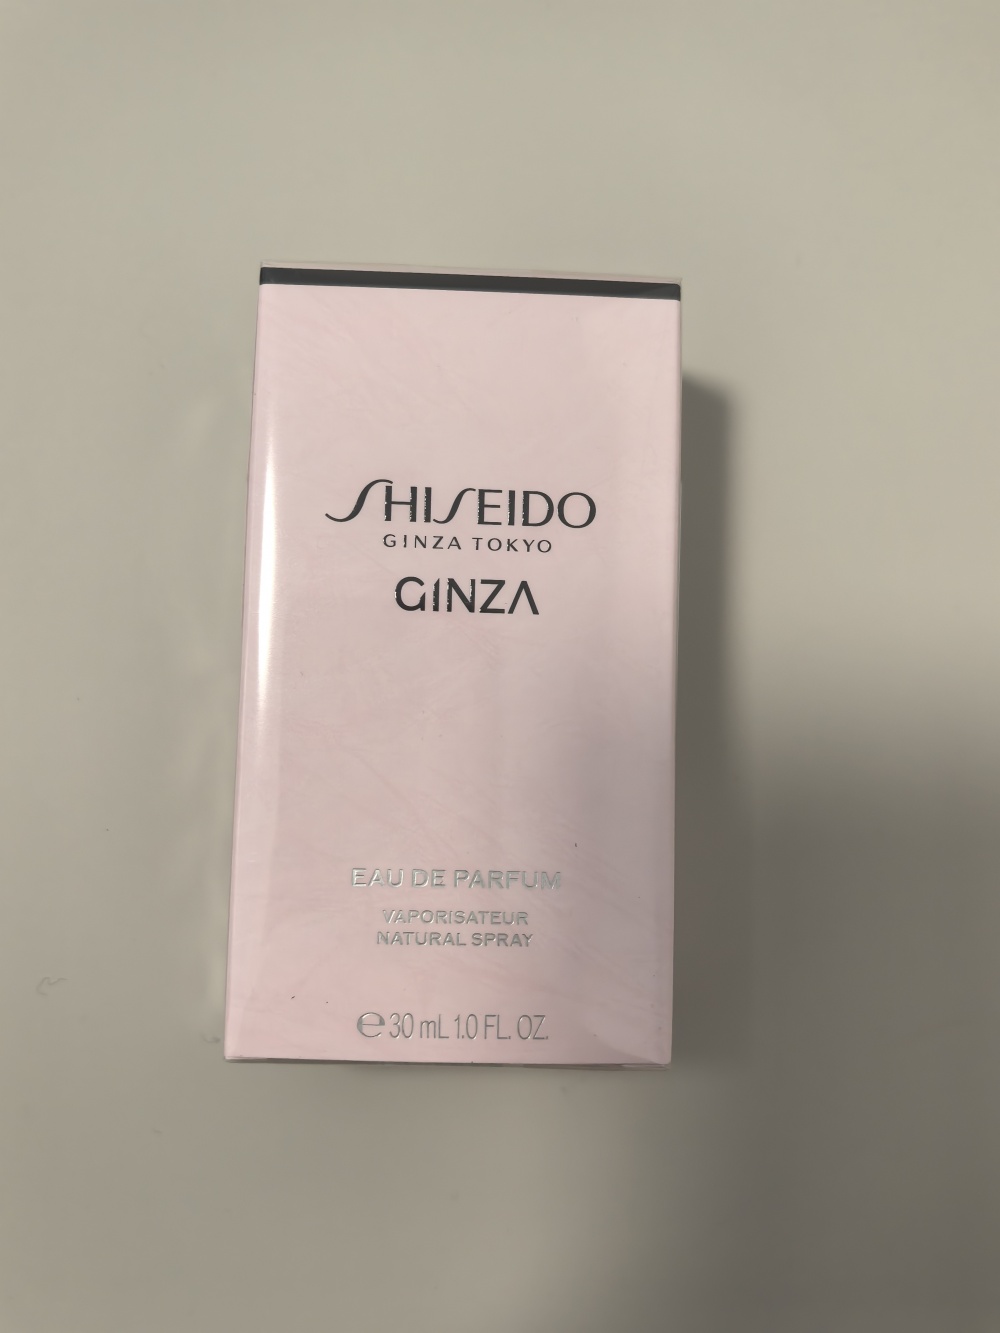 SHISEIDO
GINZA TOKYO
GINZA
EAU DE PARFUM
VAPORISATEUR
NATURAL SPRAY
℮ 30 mL 1.0 FL. OZ.